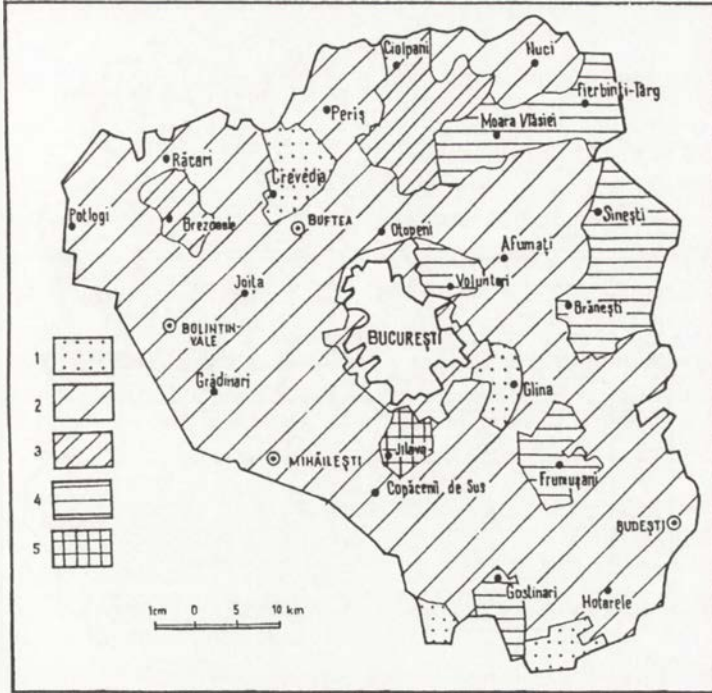 Ciolpani
Nuci
Fierbinți-Târg
Periș
Moara Vlăsiei
Răcari
Crevedia
Sinești
Potlogi
Brezoaele
BUFTEA
Otopeni
Afumați
Voluntari
Joița
Brănești
BOLINTIN-
VALE
BUCUREȘTI
1
Grădinari
Glina
2
3
Jilava
MIHĂILEȘTI
Frumușani
4
Copăcenii de Sus
BUDEȘTI
5
Gostinari
Hotarele
1cm 0 5 10 km